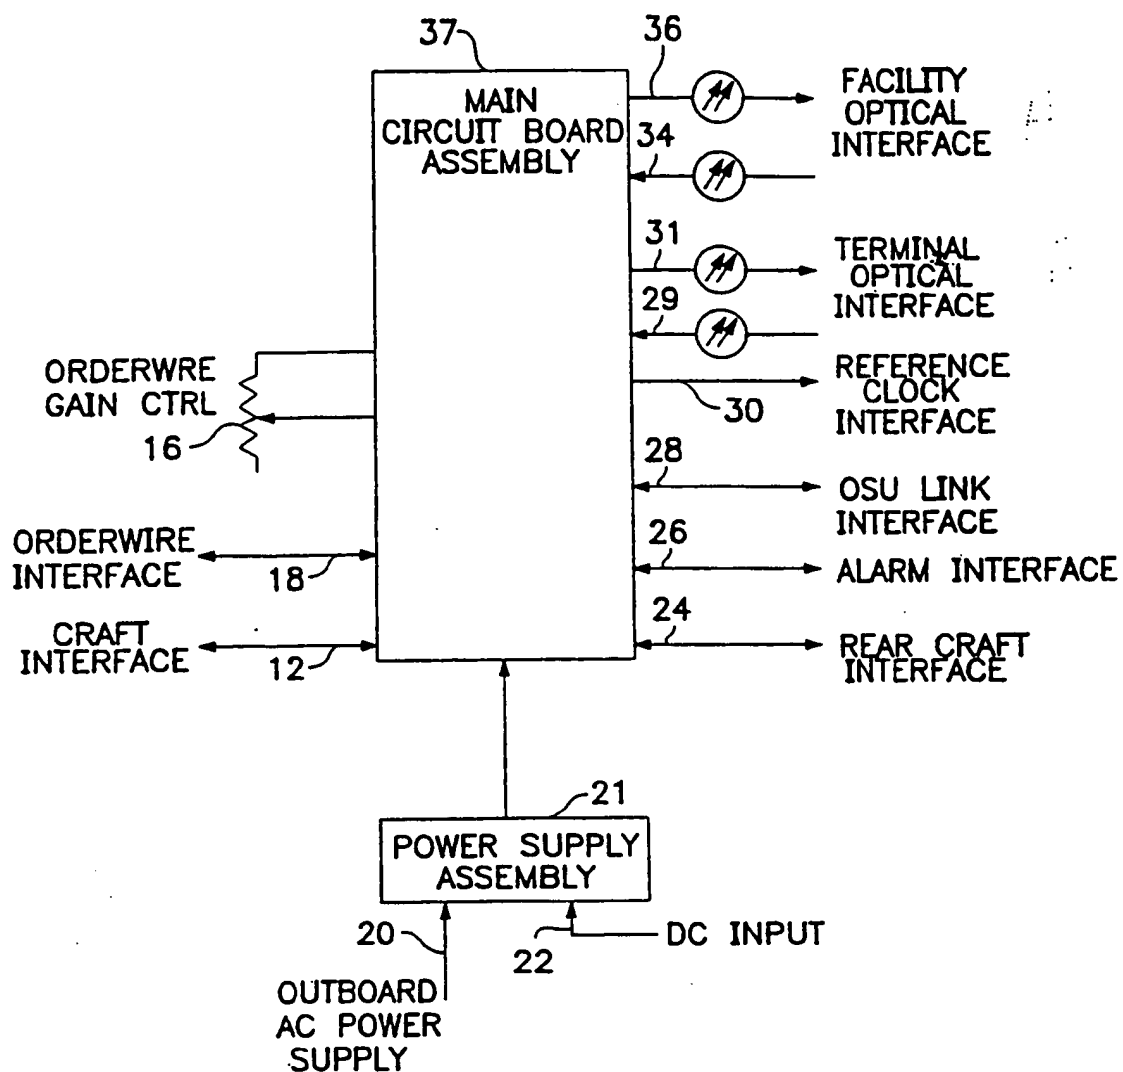 37
36
MAIN
CIRCUIT BOARD
ASSEMBLY
FACILITY
OPTICAL
INTERFACE
34
31
TERMINAL
OPTICAL
INTERFACE
29
ORDERWRE
GAIN CTRL
16
REFERENCE
CLOCK
INTERFACE
30
28
OSU LINK
INTERFACE
ORDERWIRE
INTERFACE
18
26
ALARM INTERFACE
CRAFT
INTERFACE
12
24
REAR CRAFT
INTERFACE
21
POWER SUPPLY
ASSEMBLY
20
22
DC INPUT
OUTBOARD
AC POWER
SUPPLY